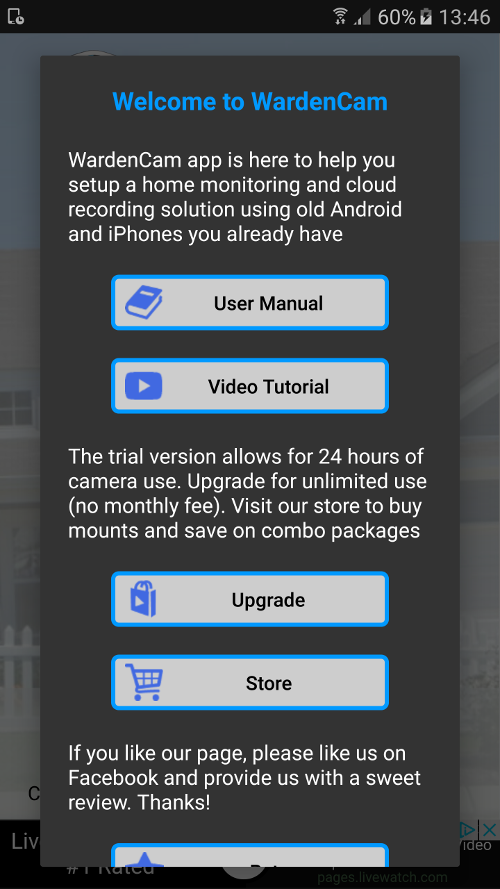 60% 13:46
Welcome to WardenCam
WardenCam app is here to help you
setup a home monitoring and cloud
recording solution using old Android
and iPhones you already have
User Manual
Video Tutorial
The trial version allows for 24 hours of
camera use. Upgrade for unlimited use
(no monthly fee). Visit our store to buy
mounts and save on combo packages
Upgrade
Store
If you like our page, please like us on
Facebook and provide us with a sweet
review. Thanks!
C
Liv
#1 Rated
pages.livewatch.com